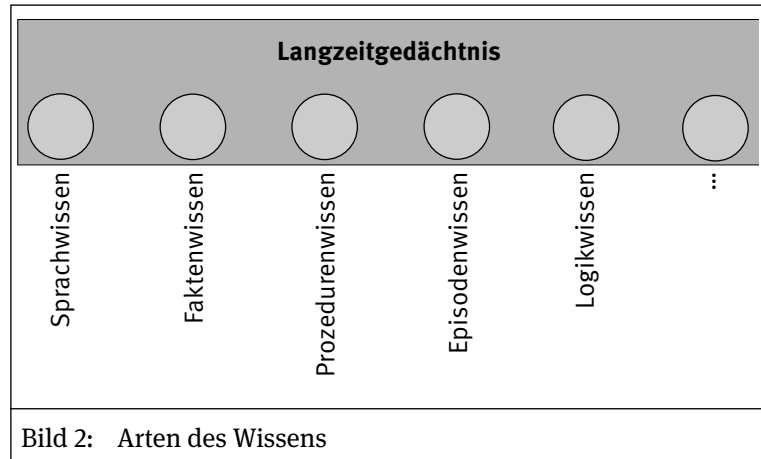 Langzeitgedächtnis
Sprachwissen
Faktenwissen
Prozedurenwissen
Episodenwissen
Logikwissen
...
Bild 2: Arten des Wissens